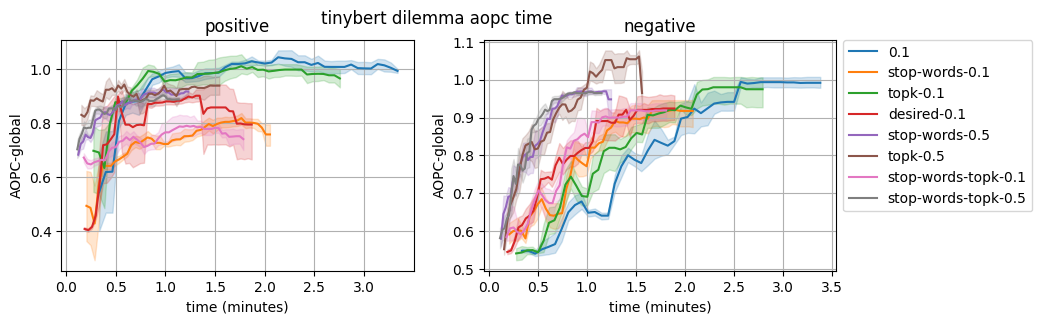 tinybert dilemma aopc time
positive
AOPC-global
1.0
0.8
0.6
0.4
0.0 0.5 1.0 1.5 2.0 2.5 3.0
time (minutes)
negative
AOPC-global
1.1
1.0
0.9
0.8
0.7
0.6
0.5
0.0 0.5 1.0 1.5 2.0 2.5 3.0 3.5
time (minutes)
0.1
stop-words-0.1
topk-0.1
desired-0.1
stop-words-0.5
topk-0.5
stop-words-topk-0.1
stop-words-topk-0.5